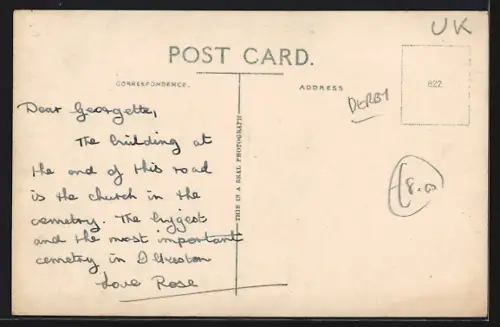 UK
POST CARD.
CORRESPONDENCE.
ADDRESS
822
DERBY
THIS IS A REAL PHOTOGRAPH
8.00
Dear Georgette,
The building at
the end of this road
is the church in the
cemetry. The biggest
and the most important
cemetry in Ilkeston
Love Rose